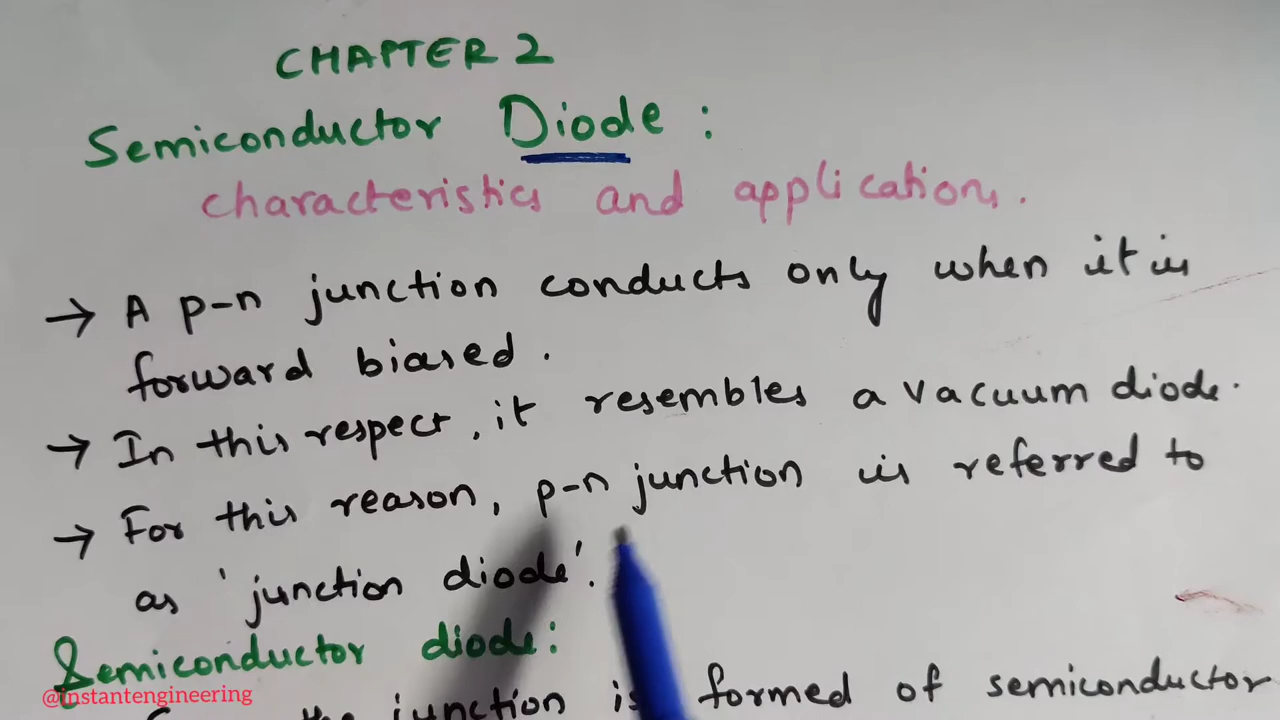 CHAPTER 2
Semiconductor Diode :
characteristics and applications.
→ A p-n junction conducts only when it is
forward biased.
→ In this respect, it resembles a vacuum diode.
→ For this reason, p-n junction is referred to
as 'junction diode'.
Semiconductor diode:
@instantengineering
the junction is formed of semiconductor